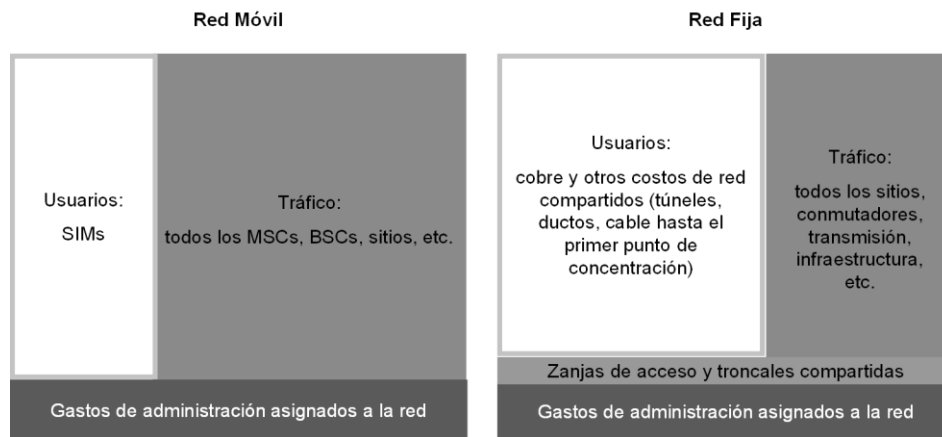 Red Móvil
Usuarios:
SIMs
Tráfico:
todos los MSCs, BSCs, sitios, etc.
Gastos de administración asignados a la red
Red Fija
Usuarios:
cobre y otros costos de red
compartidos (túneles,
ductos, cable hasta el
primer punto de
concentración)
Tráfico:
todos los sitios,
conmutadores,
transmisión,
infraestructura,
etc.
Zanjas de acceso y troncales compartidas
Gastos de administración asignados a la red